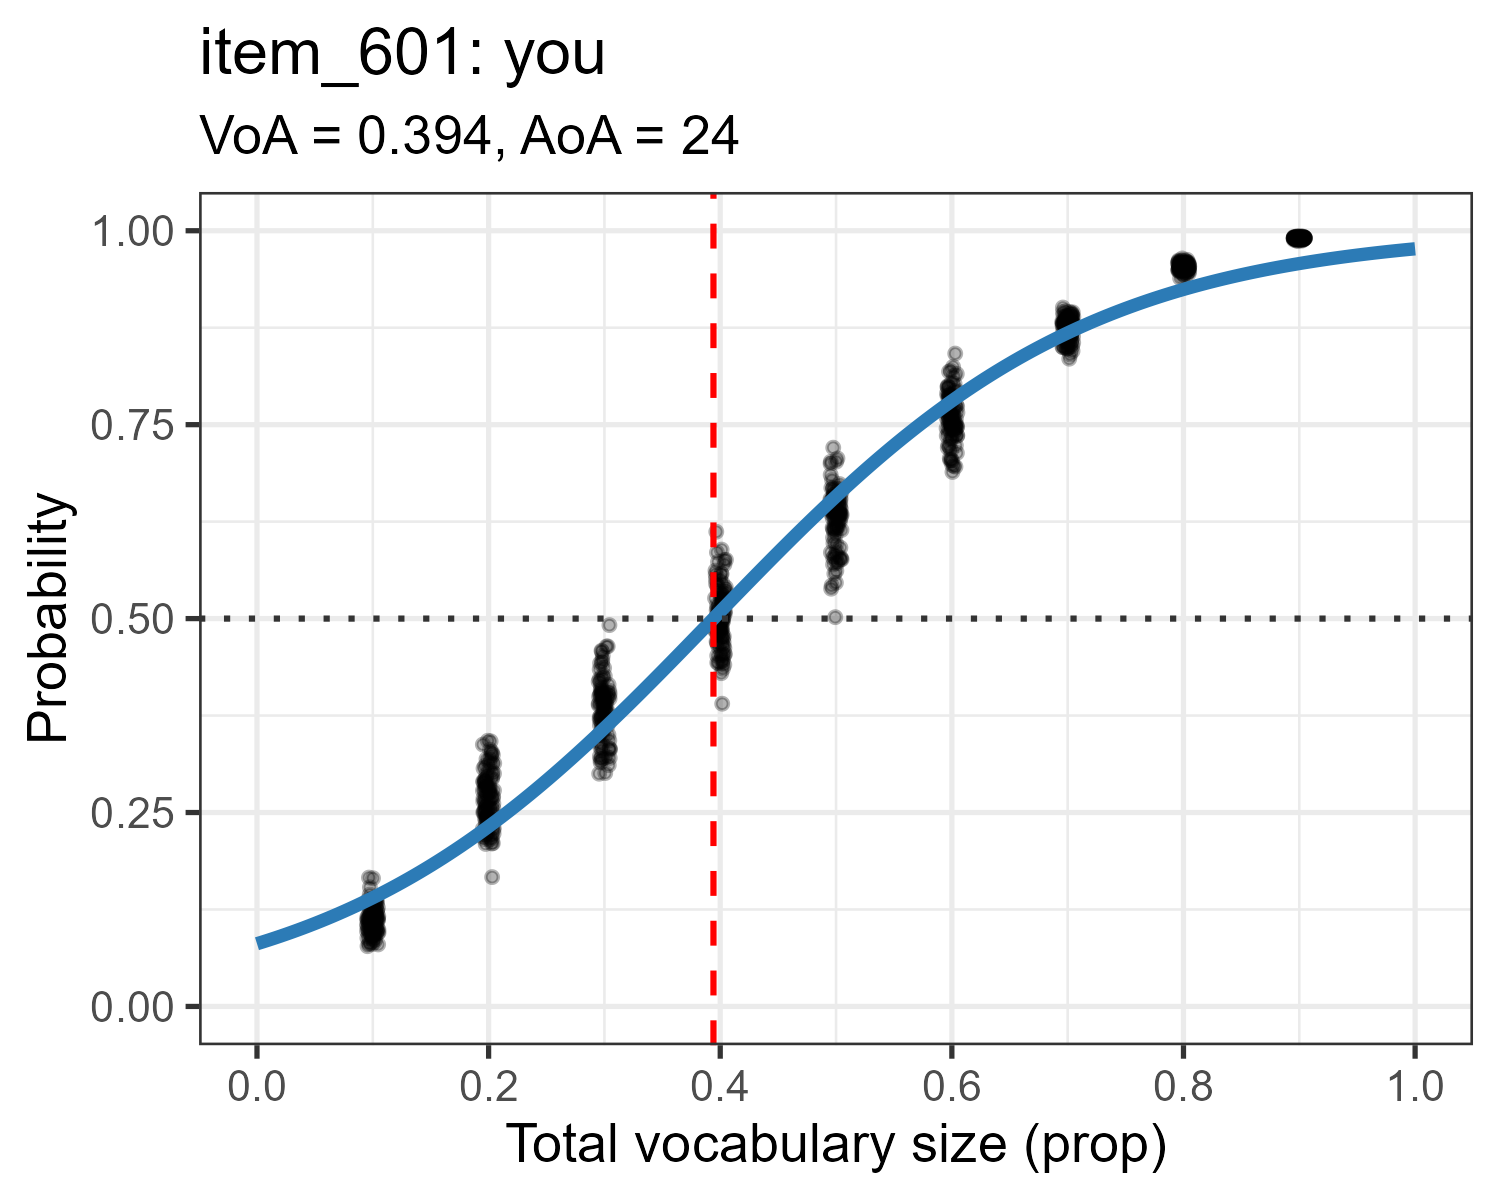 item_601: you
VoA = 0.394, AoA = 24
1.00
0.75
0.50
0.25
0.00
Probability
0.0 0.2 0.4 0.6 0.8 1.0
Total vocabulary size (prop)